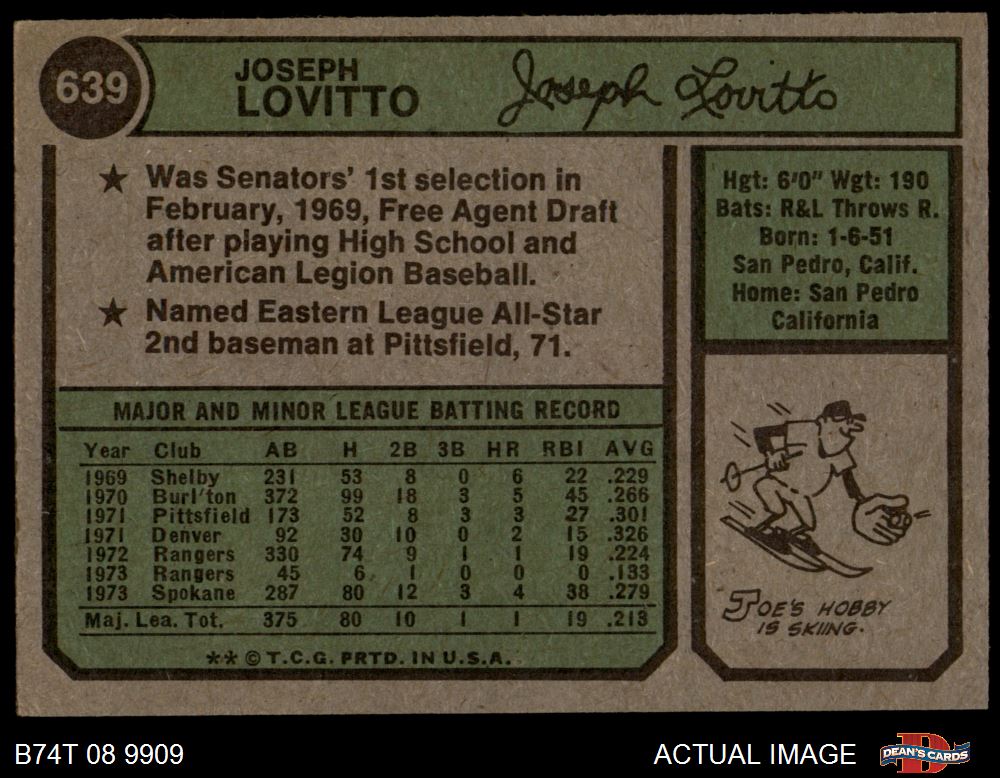 639
JOSEPH
LOVITTO
Joseph Lovitto
★ Was Senators' 1st selection in
February, 1969, Free Agent Draft
after playing High School and
American Legion Baseball.
★ Named Eastern League All-Star
2nd baseman at Pittsfield, 71.
Hgt: 6'0" Wgt: 190
Bats: R&L Throws R.
Born: 1-6-51
San Pedro, Calif.
Home: San Pedro
California
MAJOR AND MINOR LEAGUE BATTING RECORD
Year Club AB H 2B 3B HR RBI AVG
1969 Shelby 231 53 8 0 6 22 .229
1970 Burl'ton 372 99 18 3 5 45 .266
1971 Pittsfield 173 52 8 3 3 27 .301
1971 Denver 92 30 10 0 2 15 .326
1972 Rangers 330 74 9 1 1 19 .224
1973 Rangers 45 6 1 0 0 0 .133
1973 Spokane 287 80 12 3 4 38 .279
Maj. Lea. Tot. 375 80 10 1 1 19 .213
** © T.C.G. PRTD. IN U.S.A.
JOE'S HOBBY
IS SKIING.
B74T 08 9909
ACTUAL IMAGE
D
DEAN'S CARDS